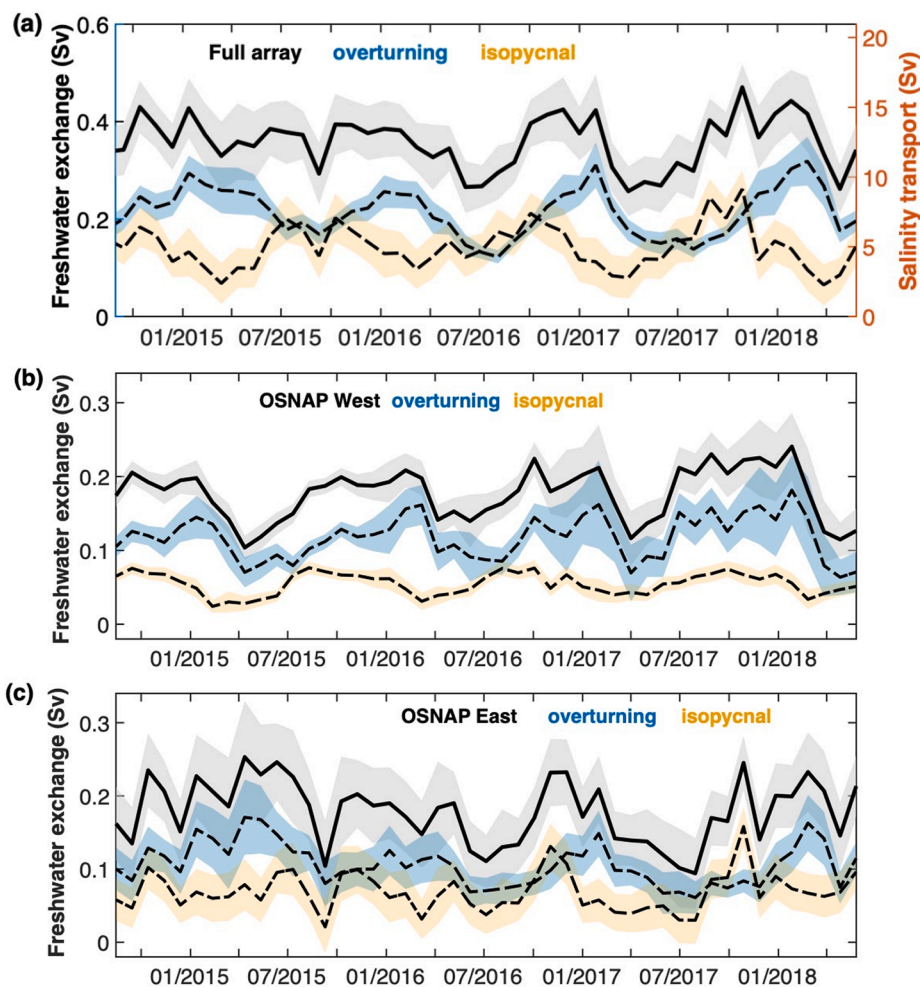 (a)
Full array overturning isopycnal
Freshwater exchange (Sv)
0.6
0.4
0.2
0
Salinity transport (Sv)
20
15
10
5
0
01/2015 07/2015 01/2016 07/2016 01/2017 07/2017 01/2018
(b)
OSNAP West overturning isopycnal
Freshwater exchange (Sv)
0.3
0.2
0.1
0
01/2015 07/2015 01/2016 07/2016 01/2017 07/2017 01/2018
(c)
OSNAP East overturning isopycnal
Freshwater exchange (Sv)
0.3
0.2
0.1
0
01/2015 07/2015 01/2016 07/2016 01/2017 07/2017 01/2018